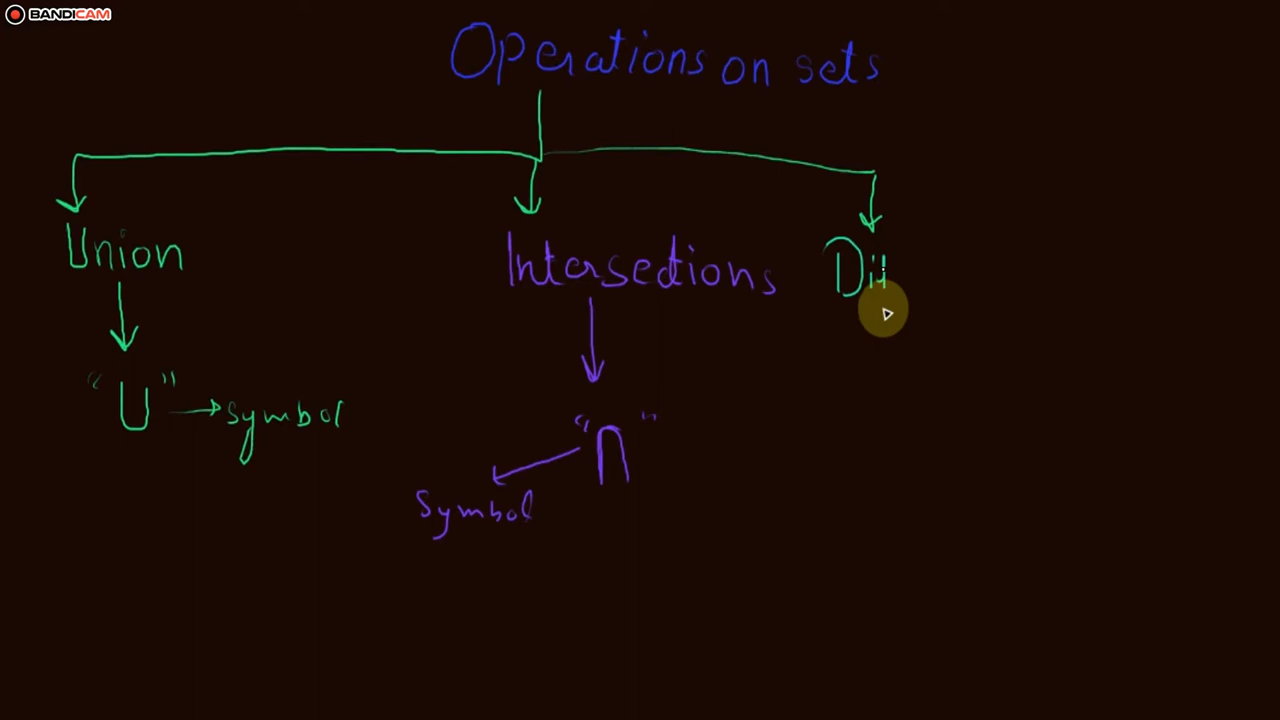 BANDICAM
Operations on sets
Union
Intersections
"U" → symbol
"∩"
Symbol